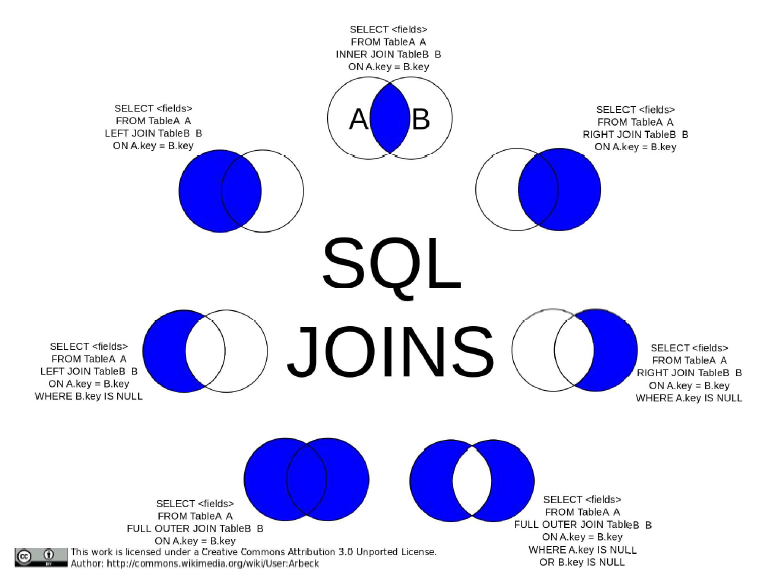 SELECT <fields>
FROM TableA A
INNER JOIN TableB B
ON A.key = B.key
A B
SELECT <fields>
FROM TableA A
LEFT JOIN TableB B
ON A.key = B.key
SELECT <fields>
FROM TableA A
RIGHT JOIN TableB B
ON A.key = B.key
SQL
JOINS
SELECT <fields>
FROM TableA A
LEFT JOIN TableB B
ON A.key = B.key
WHERE B.key IS NULL
SELECT <fields>
FROM TableA A
RIGHT JOIN TableB B
ON A.key = B.key
WHERE A.key IS NULL
SELECT <fields>
FROM TableA A
FULL OUTER JOIN TableB B
ON A.key = B.key
SELECT <fields>
FROM TableA A
FULL OUTER JOIN TableB B
ON A.key = B.key
WHERE A.key IS NULL
OR B.key IS NULL
cc
BY
This work is licensed under a Creative Commons Attribution 3.0 Unported License.
Author: http://commons.wikimedia.org/wiki/User:Arbeck